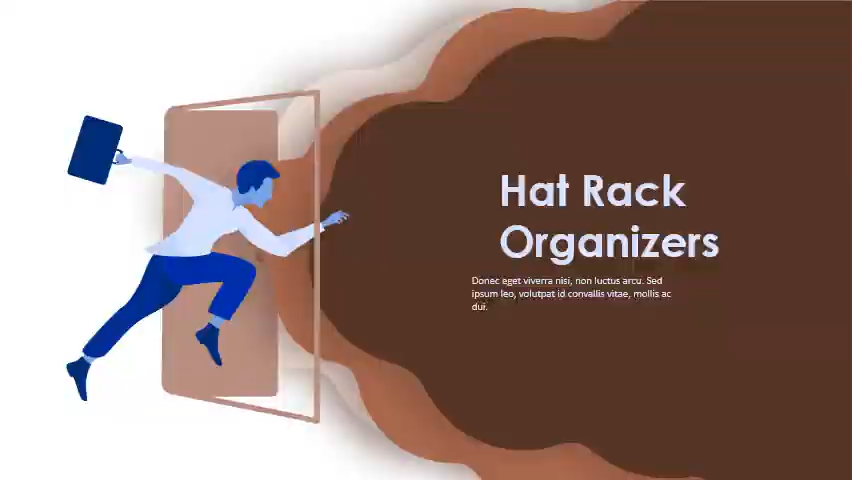 Hat Rack
Organizers
Donec eget viverra nisi, non luctus arcu. Sed
ipsum leo, volutpat id convallis vitae, mollis ac
dui.